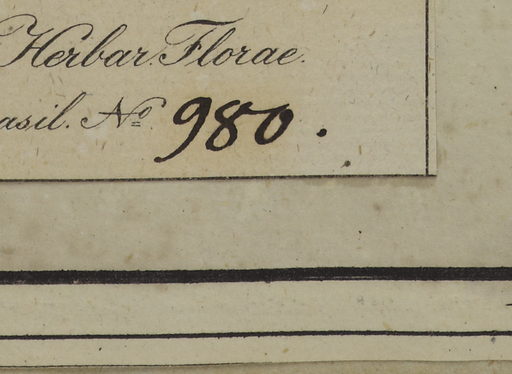 Herbar. Florae.
asil. No 980.